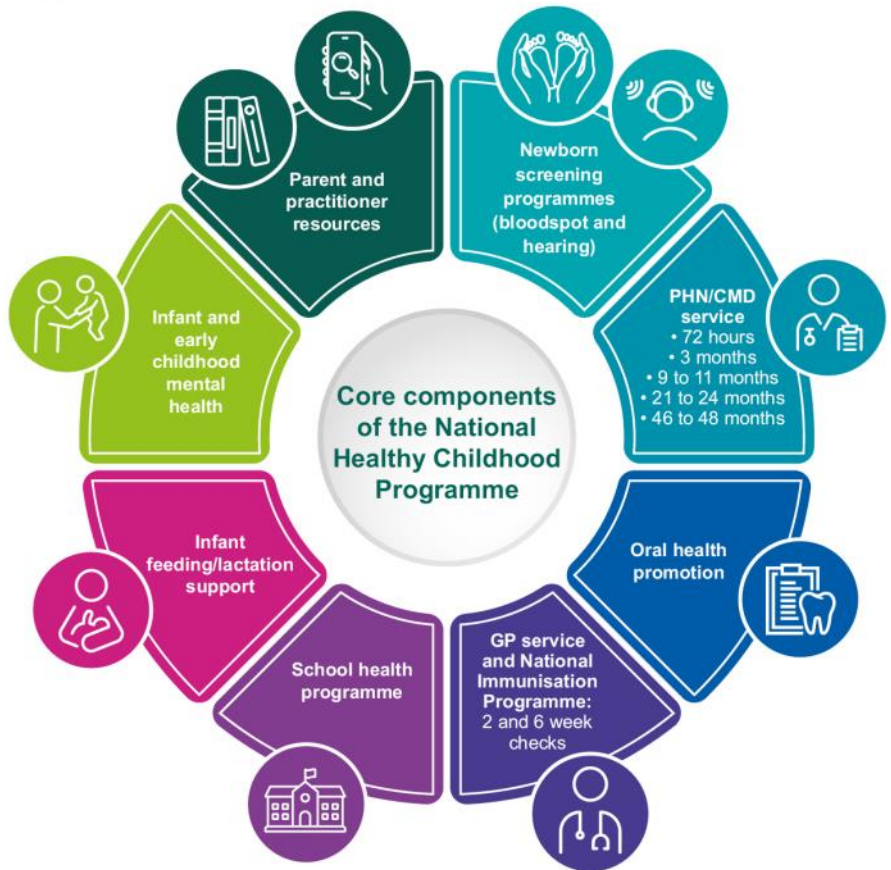 Core components
of the National
Healthy Childhood
Programme
Newborn
screening
programmes
(bloodspot and
hearing)
PHN/CMD
service
• 72 hours
• 3 months
• 9 to 11 months
• 21 to 24 months
• 46 to 48 months
Oral health
promotion
GP service
and National
Immunisation
Programme:
2 and 6 week
checks
School health
programme
Infant
feeding/lactation
support
Infant and
early
childhood
mental
health
Parent and
practitioner
resources